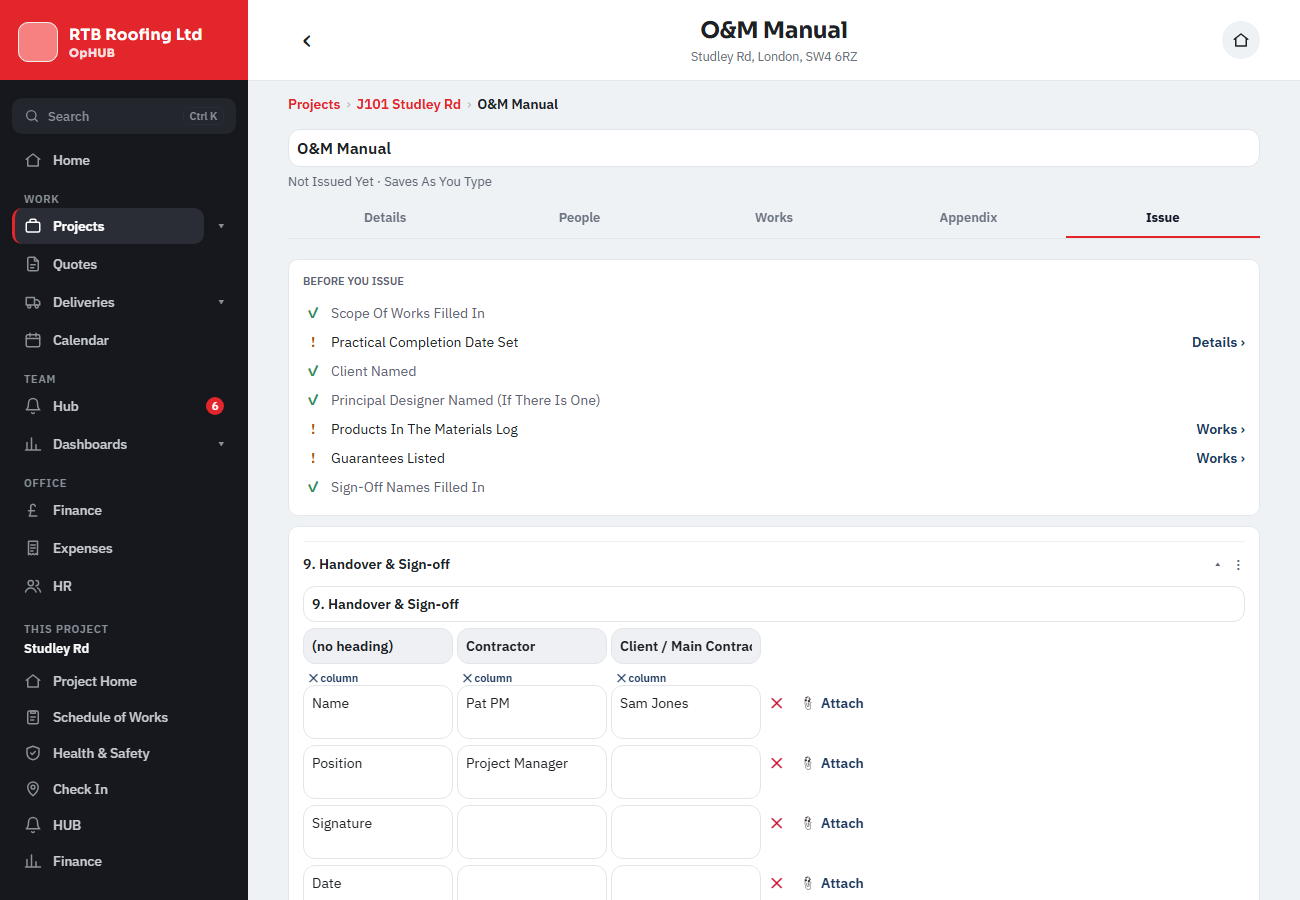 RTB Roofing Ltd
OpHUB
Search
Ctrl K
Home
WORK
Projects
Quotes
Deliveries
Calendar
TEAM
Hub
6
Dashboards
OFFICE
Finance
Expenses
HR
THIS PROJECT
Studley Rd
Project Home
Schedule of Works
Health & Safety
Check In
HUB
Finance
O&M Manual
Studley Rd, London, SW4 6RZ
Projects › J101 Studley Rd › O&M Manual
O&M Manual
Not Issued Yet · Saves As You Type
Details People Works Appendix Issue
BEFORE YOU ISSUE
Scope Of Works Filled In
! Practical Completion Date Set Details ›
Client Named
Principal Designer Named (If There Is One)
! Products In The Materials Log Works ›
! Guarantees Listed Works ›
Sign-Off Names Filled In
9. Handover & Sign-off
9. Handover & Sign-off
(no heading) Contractor Client / Main Contrac
column column column
Name Pat PM Sam Jones Attach
Position Project Manager Attach
Signature Attach
Date Attach